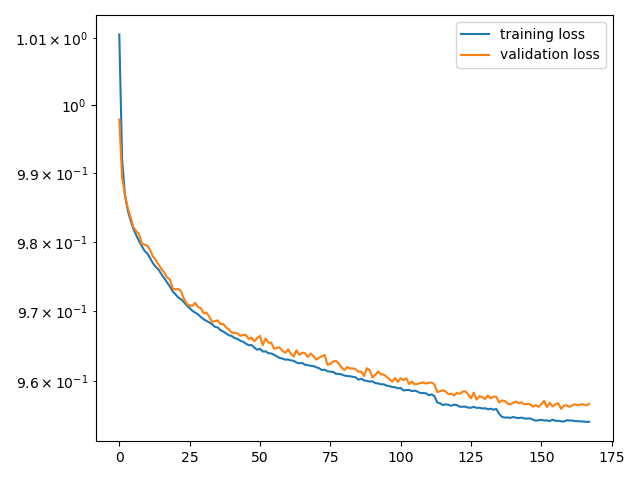 training loss
validation loss
1.01 × 10⁰
10⁰
9.9 × 10⁻¹
9.8 × 10⁻¹
9.7 × 10⁻¹
9.6 × 10⁻¹
0 25 50 75 100 125 150 175